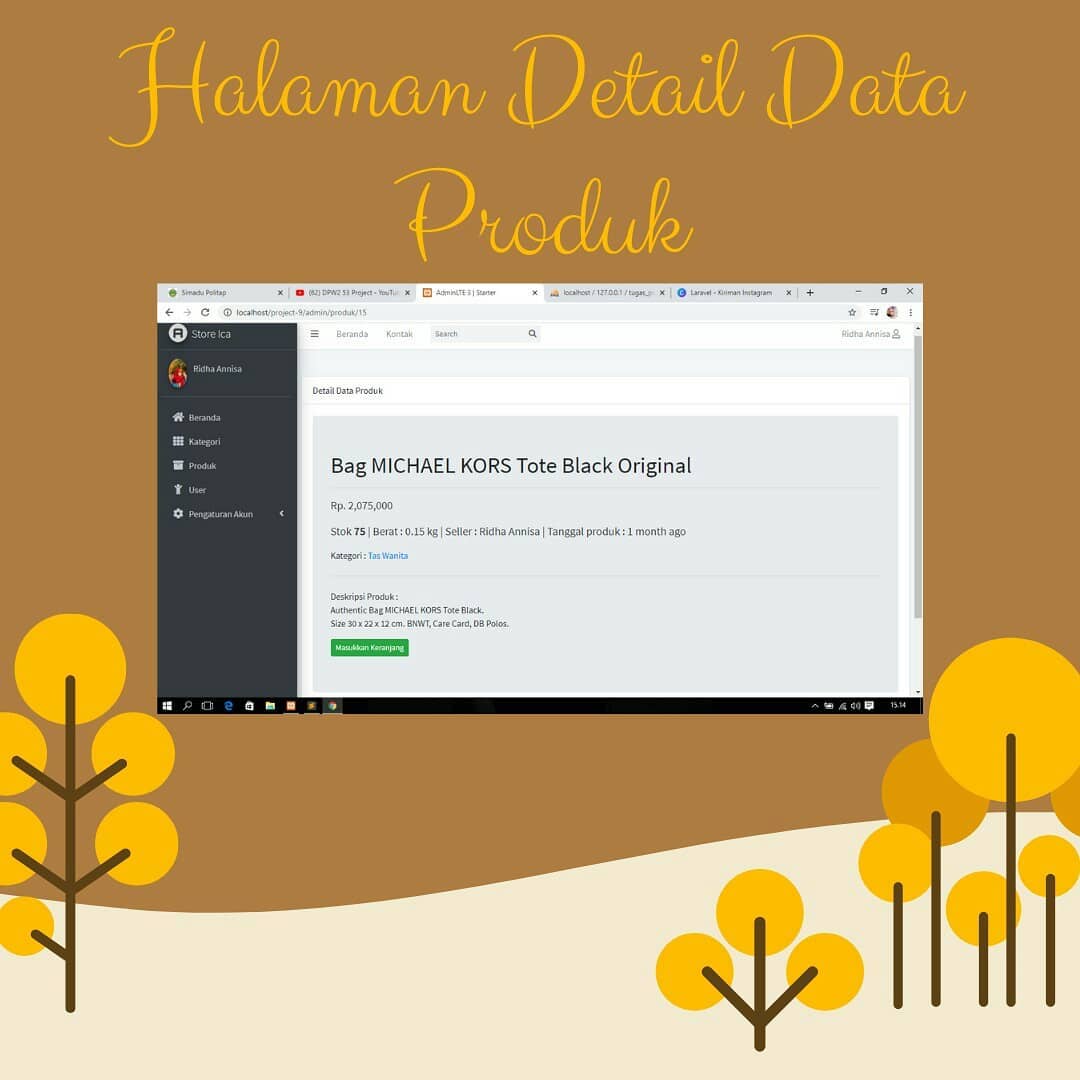 Halaman Detail Data
Produk
Simadu Politap
(62) DPW2 S3 Project - YouTu
AdminLTE 3 | Starter
localhost / 127.0.0.1 / tugas_p
Laravel - Kiriman Instagram
localhost/project-9/admin/produk/15
Store Ica
Beranda Kontak Search Ridha Annisa
Ridha Annisa
Beranda
Kategori
Produk
User
Pengaturan Akun
Detail Data Produk
Bag MICHAEL KORS Tote Black Original
Rp. 2,075,000
Stok 75 | Berat : 0.15 kg | Seller : Ridha Annisa | Tanggal produk : 1 month ago
Kategori : Tas Wanita
Deskripsi Produk :
Authentic Bag MICHAEL KORS Tote Black.
Size 30 x 22 x 12 cm. BNWT, Care Card, DB Polos.
Masukkan Keranjang
15.14